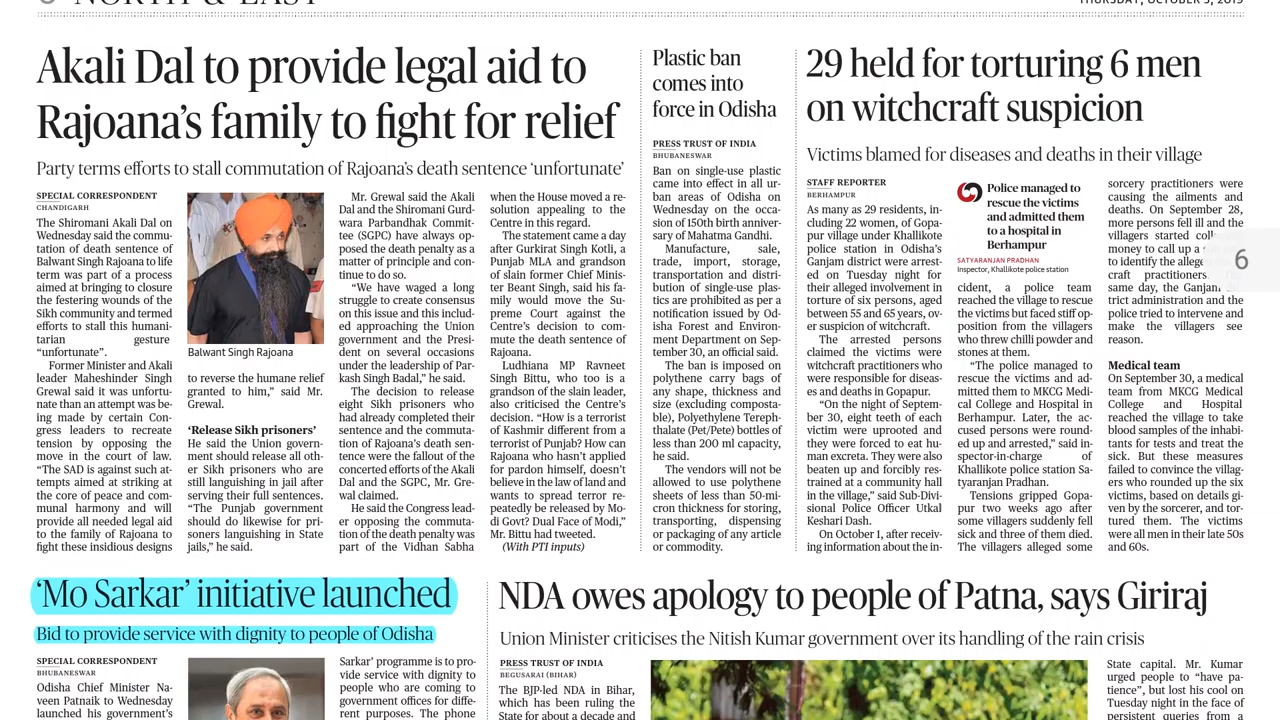 NORTH & EAST
THURSDAY, OCTOBER 3, 2019
Akali Dal to provide legal aid to
Rajoana’s family to fight for relief
Party terms efforts to stall commutation of Rajoana’s death sentence ‘unfortunate’
SPECIAL CORRESPONDENT
CHANDIGARH
The Shiromani Akali Dal on
Wednesday said the commu-
tation of death sentence of
Balwant Singh Rajoana to life
term was part of a process
aimed at bringing to closure
the festering wounds of the
Sikh community and termed
efforts to stall this humani-
tarian gesture
“unfortunate”.
Former Minister and Akali
leader Maheshinder Singh
Grewal said it was unfortu-
nate than an attempt was be-
ing made by certain Con-
gress leaders to recreate
tension by opposing the
move in the court of law.
“The SAD is against such at-
tempts aimed at striking at
the core of peace and com-
munal harmony and will
provide all needed legal aid
to the family of Rajoana to
fight these insidious designs
Balwant Singh Rajoana
to reverse the humane relief
granted to him,” said Mr.
Grewal.
‘Release Sikh prisoners’
He said the Union govern-
ment should release all oth-
er Sikh prisoners who are
still languishing in jail after
serving their full sentences.
“The Punjab government
should do likewise for pri-
soners languishing in State
jails,” he said.
Mr. Grewal said the Akali
Dal and the Shiromani Gurd-
wara Parbandhak Commit-
tee (SGPC) have always op-
posed the death penalty as a
matter of principle and con-
tinue to do so.
“We have waged a long
struggle to create consensus
on this issue and this includ-
ed approaching the Union
government and the Presi-
dent on several occasions
under the leadership of Par-
kash Singh Badal,” he said.
The decision to release
eight Sikh prisoners who
had already completed their
sentence and the commuta-
tion of Rajoana’s death sen-
tence were the fallout of the
concerted efforts of the Akali
Dal and the SGPC, Mr. Gre-
wal claimed.
He said the Congress lead-
er opposing the commuta-
tion of the death penalty was
part of the Vidhan Sabha
when the House moved a re-
solution appealing to the
Centre in this regard.
The statement came a day
after Gurkirat Singh Kotli, a
Punjab MLA and grandson
of slain former Chief Minis-
ter Beant Singh, said his fa-
mily would move the Su-
preme Court against the
Centre’s decision to com-
mute the death sentence of
Rajoana.
Ludhiana MP Ravneet
Singh Bittu, who too is a
grandson of the slain leader,
also criticised the Centre’s
decision. “How is a terrorist
of Kashmir different from a
terrorist of Punjab? How can
Rajoana who hasn’t applied
for pardon himself, doesn’t
believe in the law of land and
wants to spread terror re-
peatedly be released by Mo-
di Govt? Dual Face of Modi,”
Mr. Bittu had tweeted.
(With PTI inputs)
Plastic ban
comes into
force in Odisha
PRESS TRUST OF INDIA
BHUBANESWAR
Ban on single-use plastic
came into effect in all ur-
ban areas of Odisha on
Wednesday on the occa-
sion of 150th birth anniver-
sary of Mahatma Gandhi.
Manufacture, sale,
trade, import, storage,
transportation and distri-
bution of single-use plas-
tics are prohibited as per a
notification issued by Od-
isha Forest and Environ-
ment Department on Sep-
tember 30, an official said.
The ban is imposed on
polythene carry bags of
any shape, thickness and
size (excluding composta-
ble), Polyethylene Tereph-
thalate (Pet/Pete) bottles of
less than 200 ml capacity,
he said.
The vendors will not be
allowed to use polythene
sheets of less than 50-mi-
cron thickness for storing,
transporting, dispensing
or packaging of any article
or commodity.
29 held for torturing 6 men
on witchcraft suspicion
Victims blamed for diseases and deaths in their village
STAFF REPORTER
BERHAMPUR
As many as 29 residents, in-
cluding 22 women, of Gopa-
pur village under Khallikote
police station in Odisha’s
Ganjam district were arrest-
ed on Tuesday night for
their alleged involvement in
torture of six persons, aged
between 55 and 65 years, ov-
er suspicion of witchcraft.
The arrested persons
claimed the victims were
witchcraft practitioners who
were responsible for diseas-
es and deaths in Gopapur.
“On the night of Septem-
ber 30, eight teeth of each
victim were uprooted and
they were forced to eat hu-
man excreta. They were also
beaten up and forcibly res-
trained at a community hall
in the village,” said Sub-Divi-
sional Police Officer Utkal
Keshari Dash.
On October 1, after receiv-
ing information about the in-
Police managed to
rescue the victims
and admitted them
to a hospital in
Berhampur
SATYARANJAN PRADHAN
Inspector, Khallikote police station
cident, a police team
reached the village to rescue
the victims but faced stiff op-
position from the villagers
who threw chilli powder and
stones at them.
“The police managed to
rescue the victims and ad-
mitted them to MKCG Medi-
cal College and Hospital in
Berhampur. Later, the ac-
cused persons were round-
ed up and arrested,” said in-
spector-in-charge of
Khallikote police station Sa-
tyaranjan Pradhan.
Tensions gripped Gopa-
pur two weeks ago after
some villagers suddenly fell
sick and three of them died.
The villagers alleged some
sorcery practitioners were
causing the ailments and
deaths. On September 28,
more persons fell ill and the
villagers started
money to call up a
to identify the
craft practitioners.
same day, the Ganjam
trict administration and the
police tried to intervene and
make the villagers see
reason.
Medical team
On September 30, a medical
team from MKCG Medical
College and Hospital
reached the village to take
blood samples of the inhabi-
tants for tests and treat the
sick. But these measures
failed to convince the villag-
ers who rounded up the six
victims, based on details gi-
ven by the sorcerer, and tor-
tured them. The victims
were all men in their late 50s
and 60s.
6
‘Mo Sarkar’ initiative launched
Bid to provide service with dignity to people of Odisha
SPECIAL CORRESPONDENT
BHUBANESWAR
Odisha Chief Minister Na-
veen Patnaik to Wednesday
launched his government’s
Sarkar’ programme is to pro-
vide service with dignity to
people who are coming to
government offices for diffe-
rent purposes. The phone
NDA owes apology to people of Patna, says Giriraj
Union Minister criticises the Nitish Kumar government over its handling of the rain crisis
PRESS TRUST OF INDIA
BEGUSARAI (BIHAR)
The BJP-led NDA in Bihar,
which has been ruling the
State for about a decade and
State capital. Mr. Kumar
urged people to “have pa-
tience”, but lost his cool on
Tuesday night in the face of
persistent queries from a